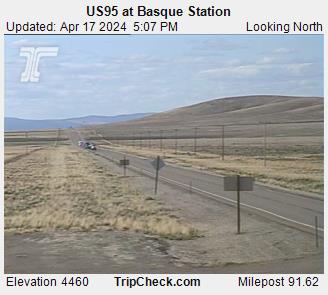 US95 at Basque Station
Updated: Apr 17 2024 5:07 PM Looking North
Elevation 4460 TripCheck.com Milepost 91.62